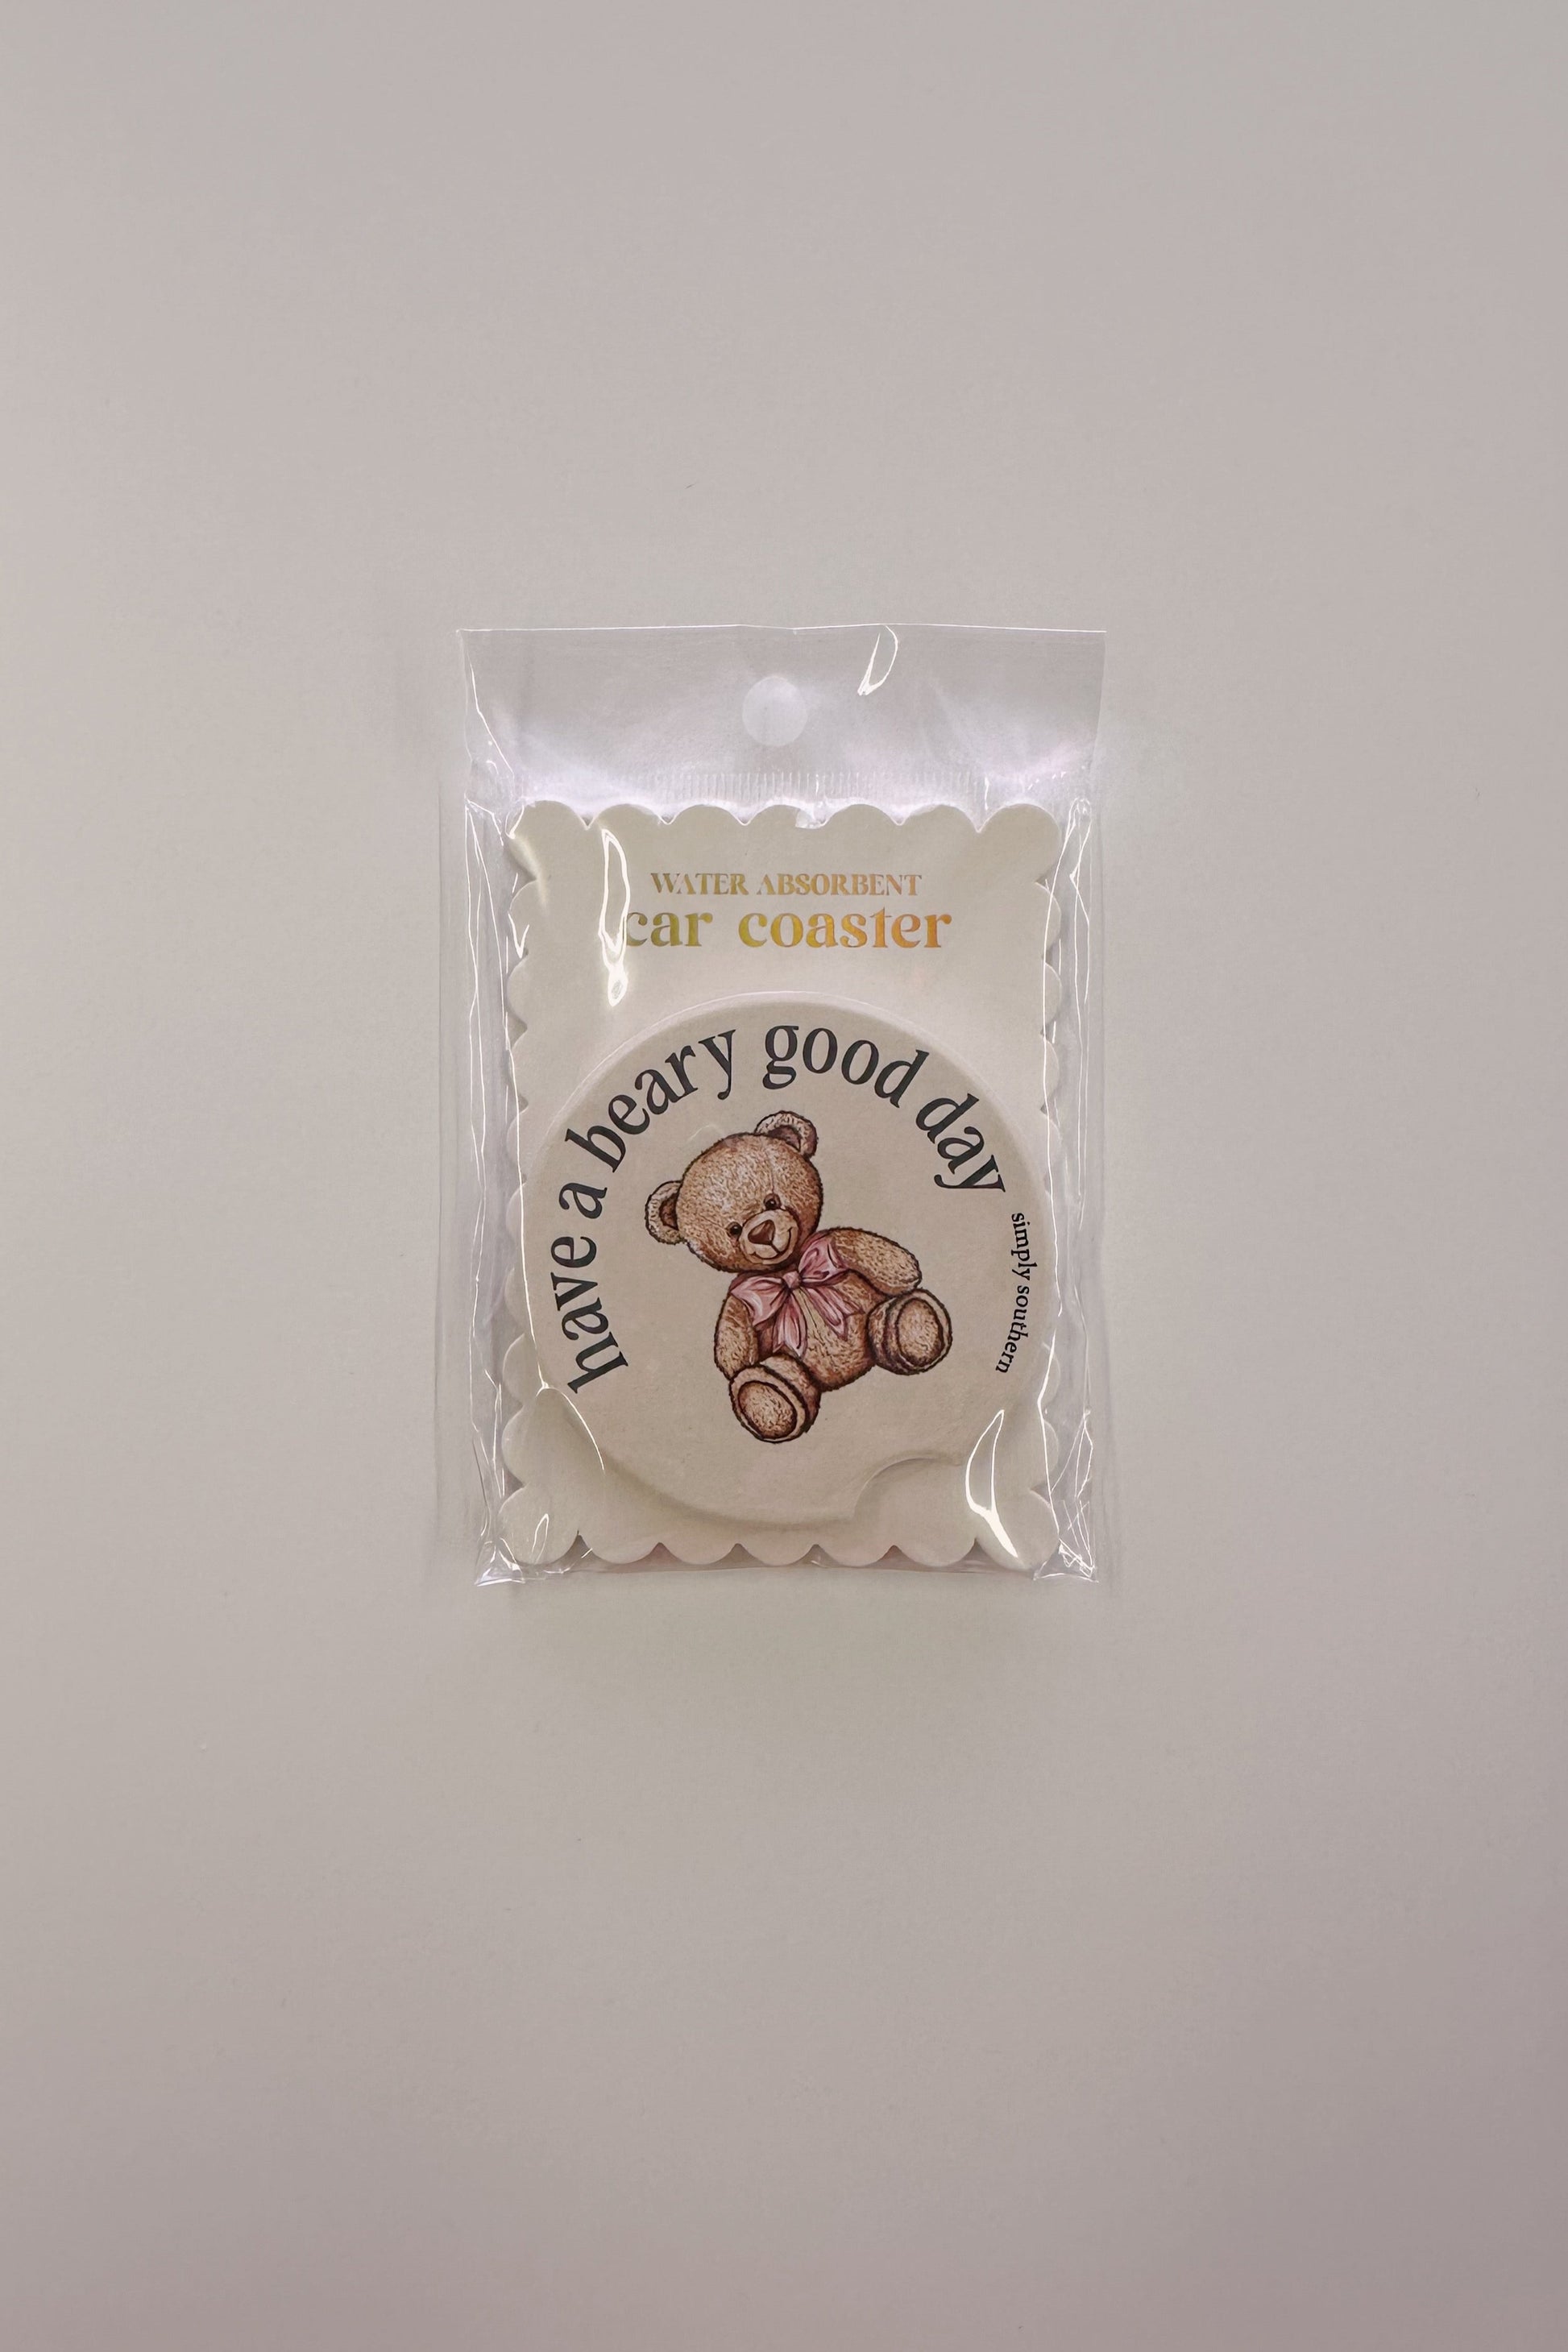 WATER ABSORBENT
car coaster
have a beary good day
simply southern